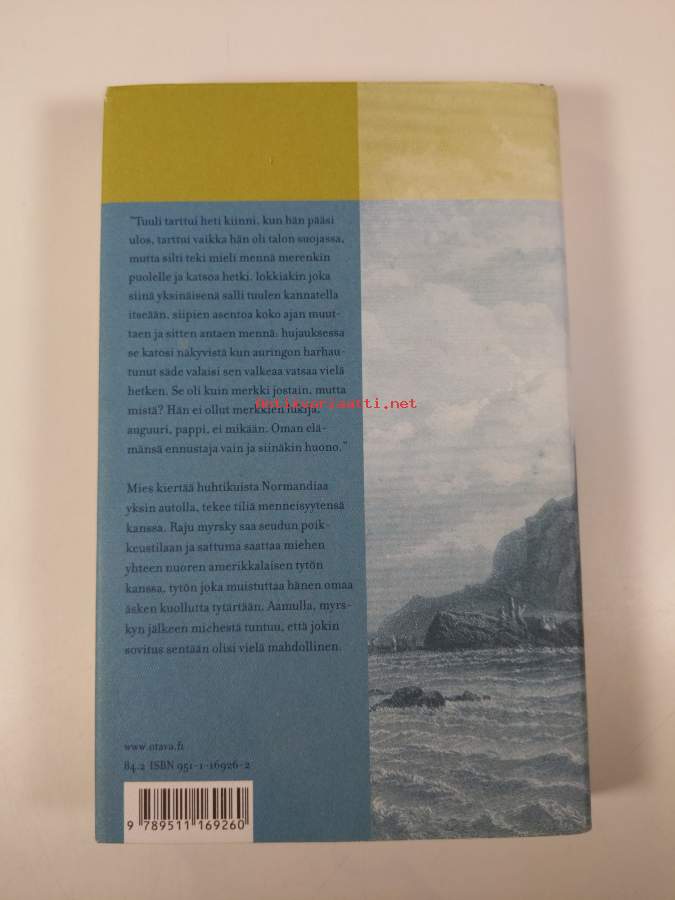 "Tuuli tarttui heti kiinni, kun hän pääsi
ulos, tarttui vaikka hän oli talon suojassa,
mutta silti teki mieli mennä merenkin
puolelle ja katsoa hetki. lokkiakin joka
siinä yksinäisenä salli tuulen kannatella
itseään, siipien asentoa koko ajan muut-
taen ja sitten antaen mennä: hujauksessa
se katosi näkyvistä kun auringon harhau-
tunut säde valaisi sen valkeaa vatsaa vielä
hetken. Se oli kuin merkki jostain, mutta
mistä? Hän ei ollut merkkien lukija,
antikvariaatti.net
auguuri, pappi, ei mikään. Oman elä-
mänsä ennustaja vain ja siinäkin huono."
Mies kiertää huhtikuista Normandiaa
yksin autolla, tekee tiliä menneisyytensä
kanssa. Raju myrsky saa seudun poik-
keustilaan ja sattuma saattaa miehen
yhteen nuoren amerikkalaisen tytön
kanssa, tytön joka muistuttaa hänen omaa
äsken kuollutta tytärtään. Aamulla, myrs-
kyn jälkeen miehestä tuntuu, että jokin
sovitus sentään olisi vielä mahdollinen.
www.otava.fi
84.2 ISBN 951-1-16926-2
9 789511 169260